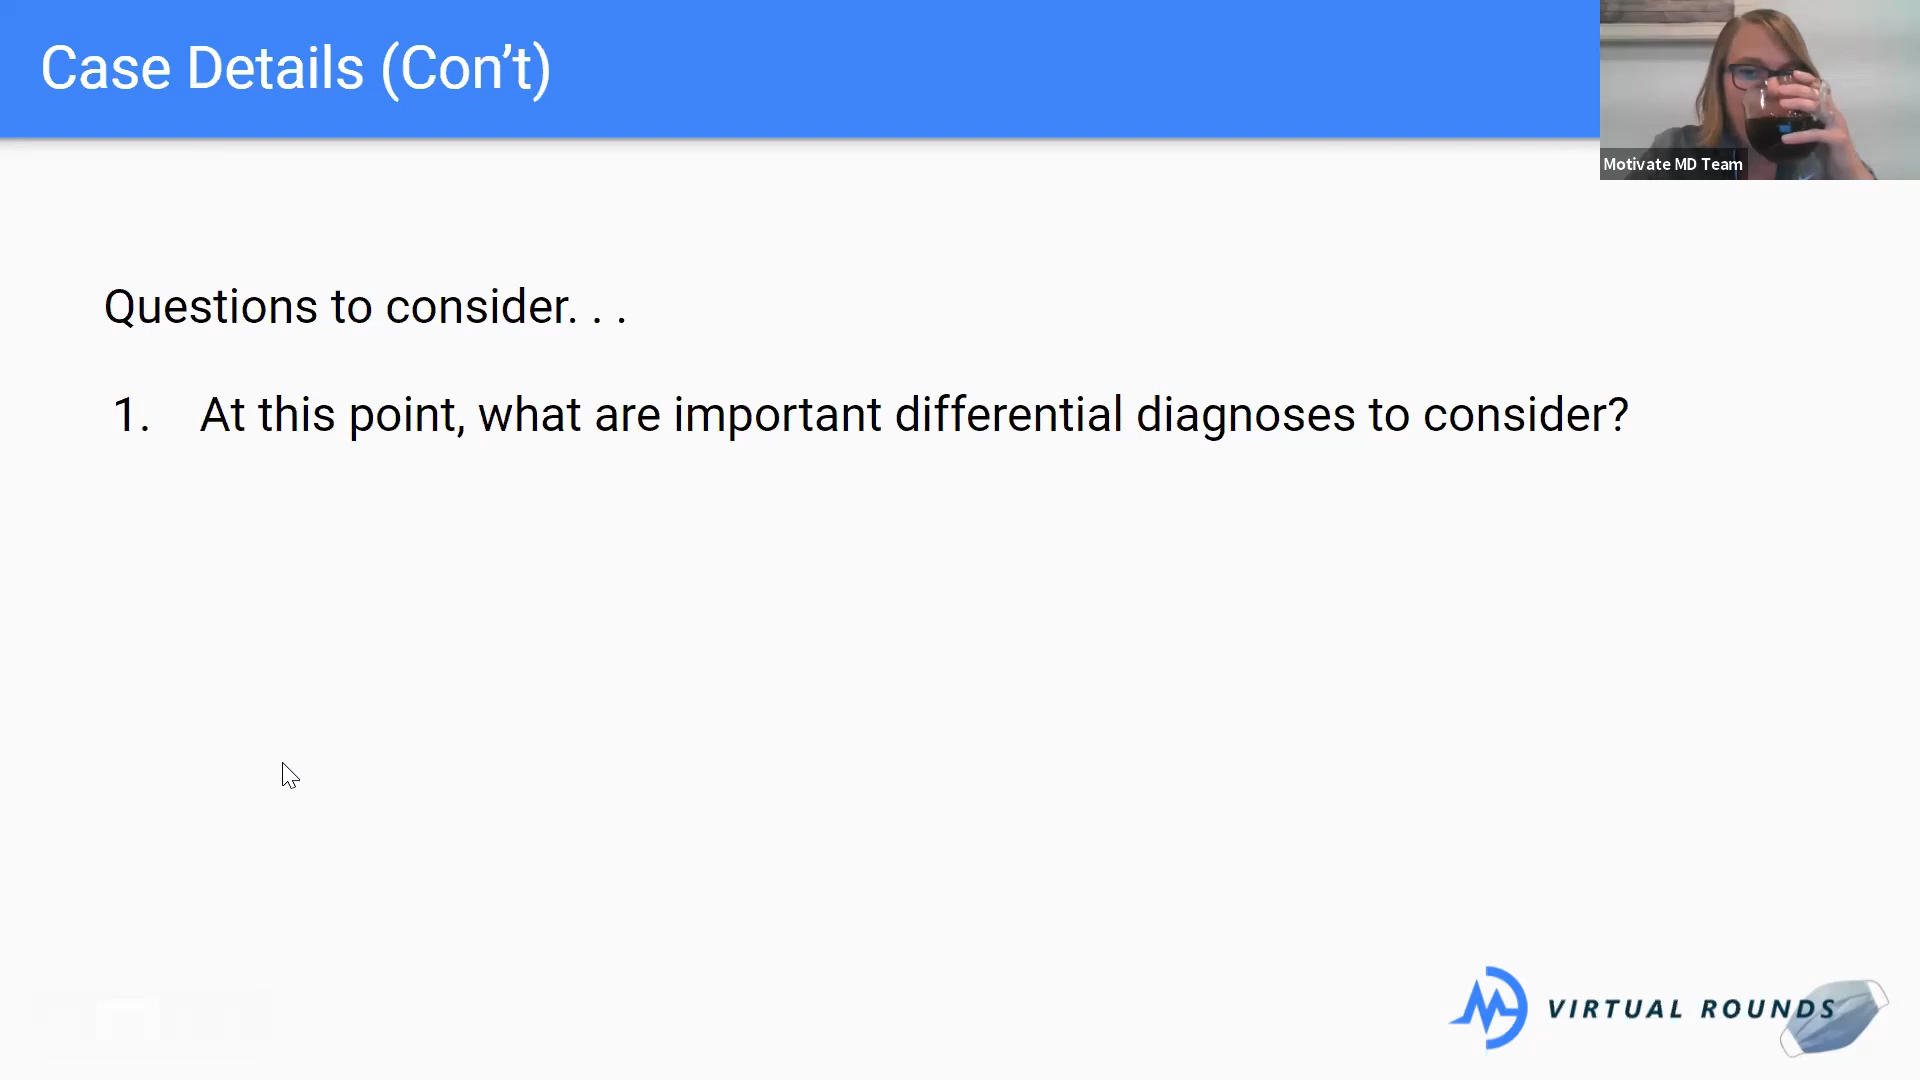 Case Details (Con’t)
Motivate MD Team
Questions to consider. . .
1. At this point, what are important differential diagnoses to consider?
VIRTUAL ROUNDS